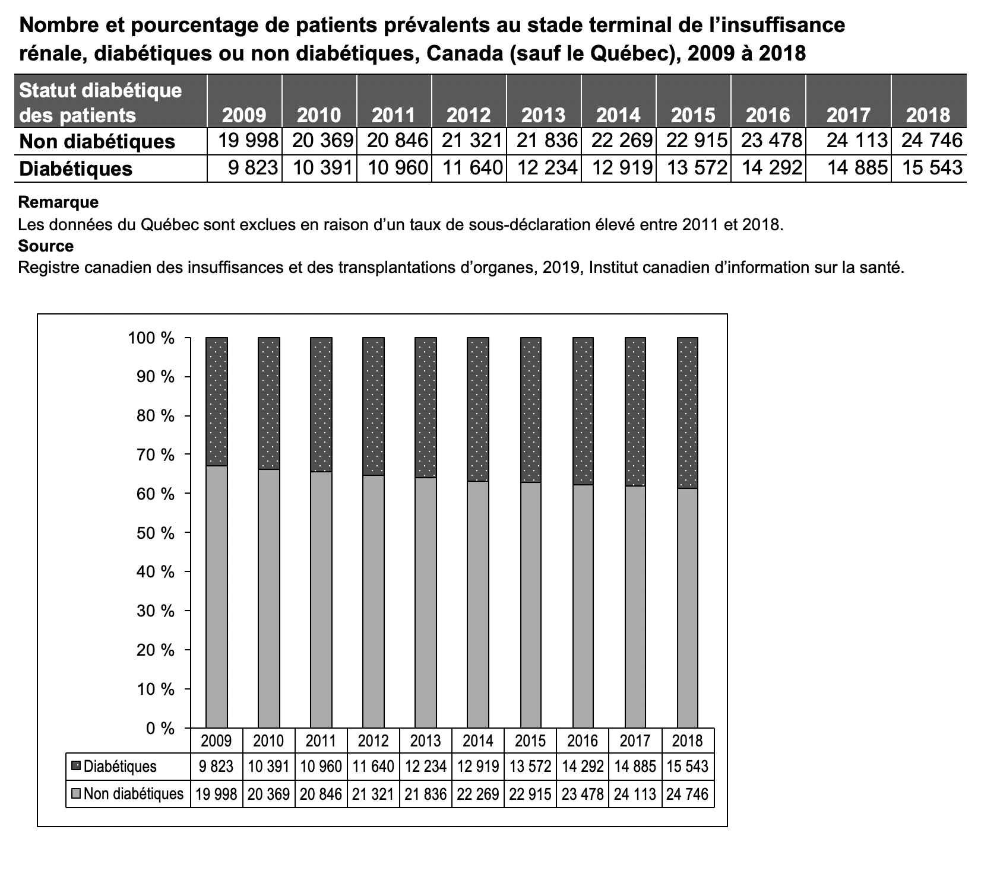 Nombre et pourcentage de patients prévalents au stade terminal de l’insuffisance
rénale, diabétiques ou non diabétiques, Canada (sauf le Québec), 2009 à 2018
Statut diabétique
des patients 2009 2010 2011 2012 2013 2014 2015 2016 2017 2018
Non diabétiques 19 998 20 369 20 846 21 321 21 836 22 269 22 915 23 478 24 113 24 746
Diabétiques 9 823 10 391 10 960 11 640 12 234 12 919 13 572 14 292 14 885 15 543
Remarque
Les données du Québec sont exclues en raison d’un taux de sous-déclaration élevé entre 2011 et 2018.
Source
Registre canadien des insuffisances et des transplantations d’organes, 2019, Institut canadien d’information sur la santé.
100 %
90 %
80 %
70 %
60 %
50 %
40 %
30 %
20 %
10 %
0 %
2009 2010 2011 2012 2013 2014 2015 2016 2017 2018
Diabétiques 9 823 10 391 10 960 11 640 12 234 12 919 13 572 14 292 14 885 15 543
Non diabétiques 19 998 20 369 20 846 21 321 21 836 22 269 22 915 23 478 24 113 24 746